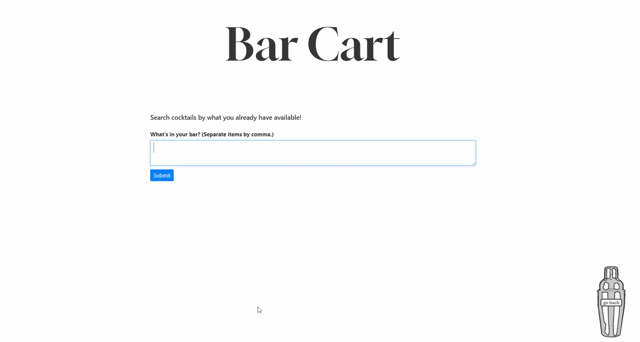 Bar Cart
Search cocktails by what you already have available!
What's in your bar? (Separate items by comma.)
Submit
go back